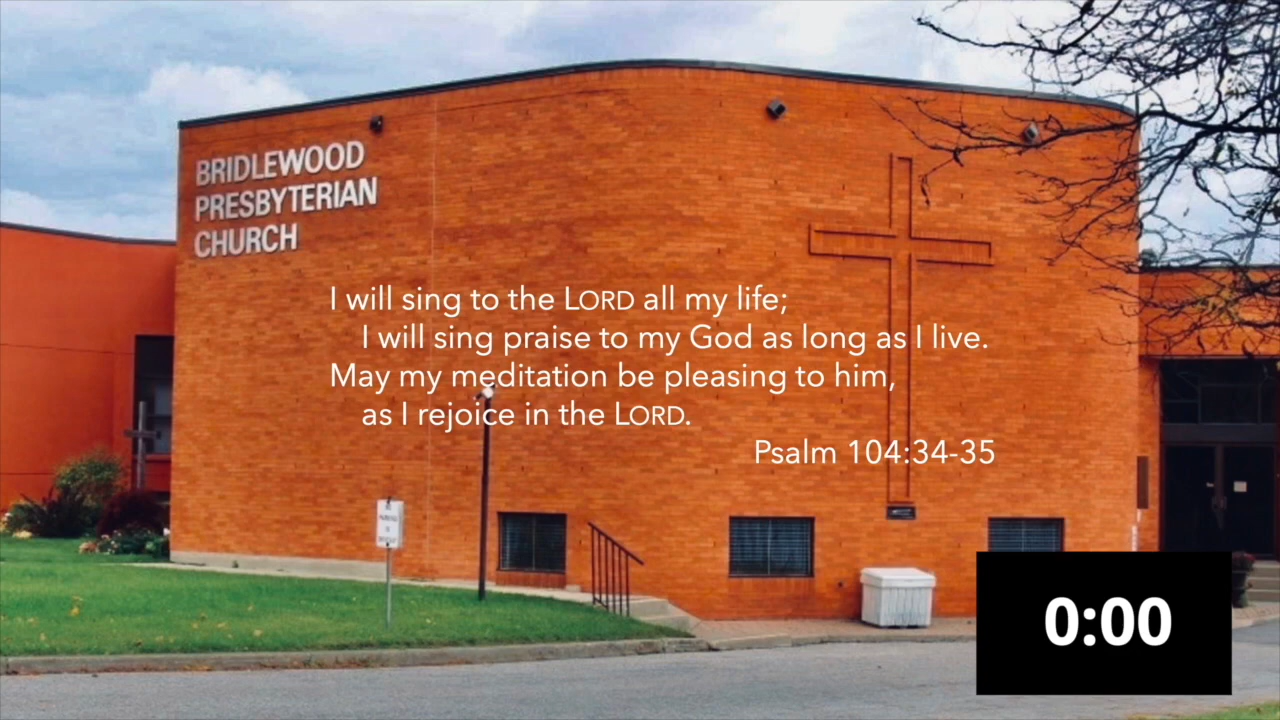 BRIDLEWOOD
PRESBYTERIAN
CHURCH
I will sing to the LORD all my life;
I will sing praise to my God as long as I live.
May my meditation be pleasing to him,
as I rejoice in the LORD.
Psalm 104:34-35
0:00